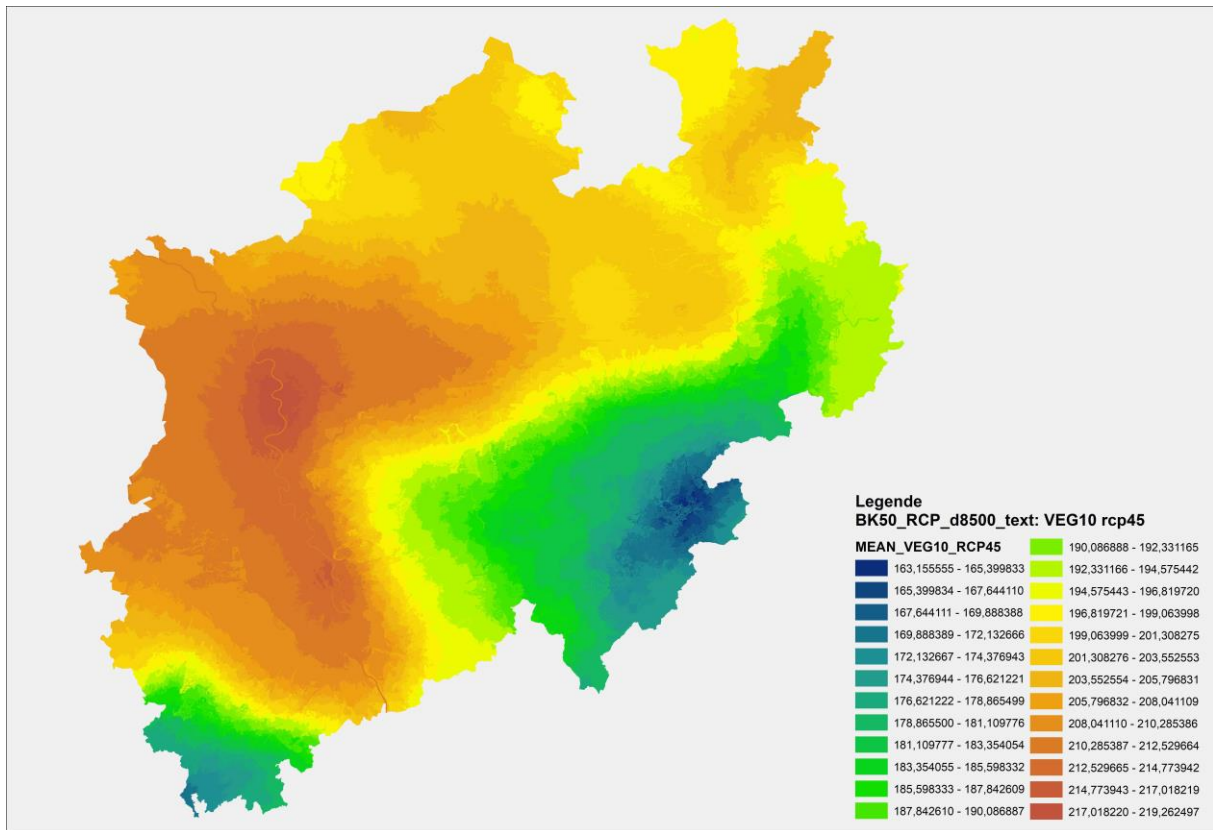 Legende
BK50_RCP_d8500_text: VEG10 rcp45
MEAN_VEG10_RCP45
163,155555 - 165,399833
165,399834 - 167,644110
167,644111 - 169,888388
169,888389 - 172,132666
172,132667 - 174,376943
174,376944 - 176,621221
176,621222 - 178,865499
178,865500 - 181,109776
181,109777 - 183,354054
183,354055 - 185,598332
185,598333 - 187,842609
187,842610 - 190,086887
190,086888 - 192,331165
192,331166 - 194,575442
194,575443 - 196,819720
196,819721 - 199,063998
199,063999 - 201,308275
201,308276 - 203,552553
203,552554 - 205,796831
205,796832 - 208,041109
208,041110 - 210,285386
210,285387 - 212,529664
212,529665 - 214,773942
214,773943 - 217,018219
217,018220 - 219,262497